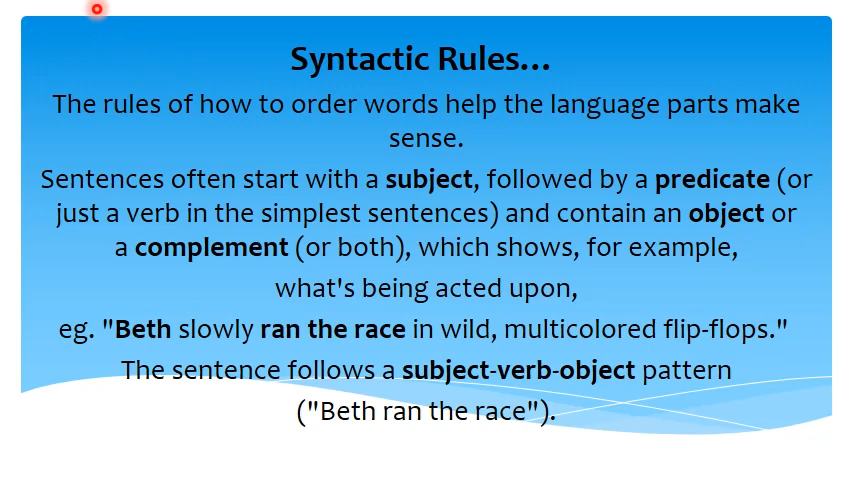 Syntactic Rules...
The rules of how to order words help the language parts make
sense.
Sentences often start with a subject, followed by a predicate (or
just a verb in the simplest sentences) and contain an object or
a complement (or both), which shows, for example,
what's being acted upon,
eg. "Beth slowly ran the race in wild, multicolored flip-flops."
The sentence follows a subject-verb-object pattern
("Beth ran the race").